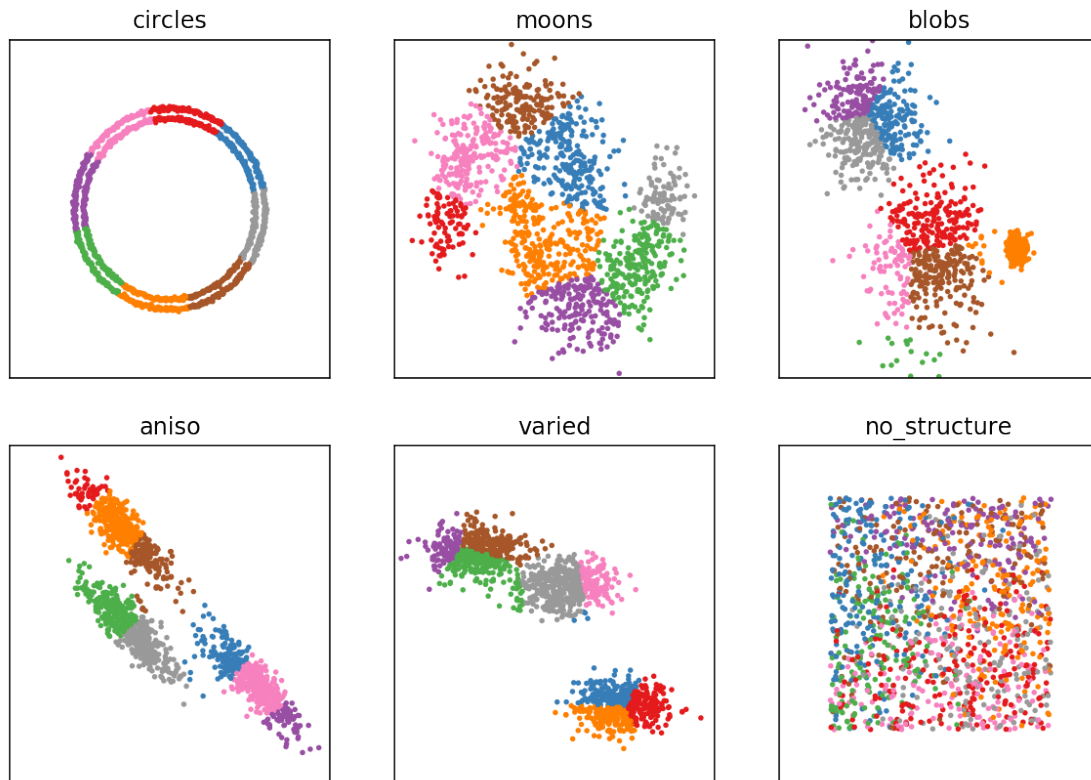 circles
moons
blobs
aniso
varied
no_structure